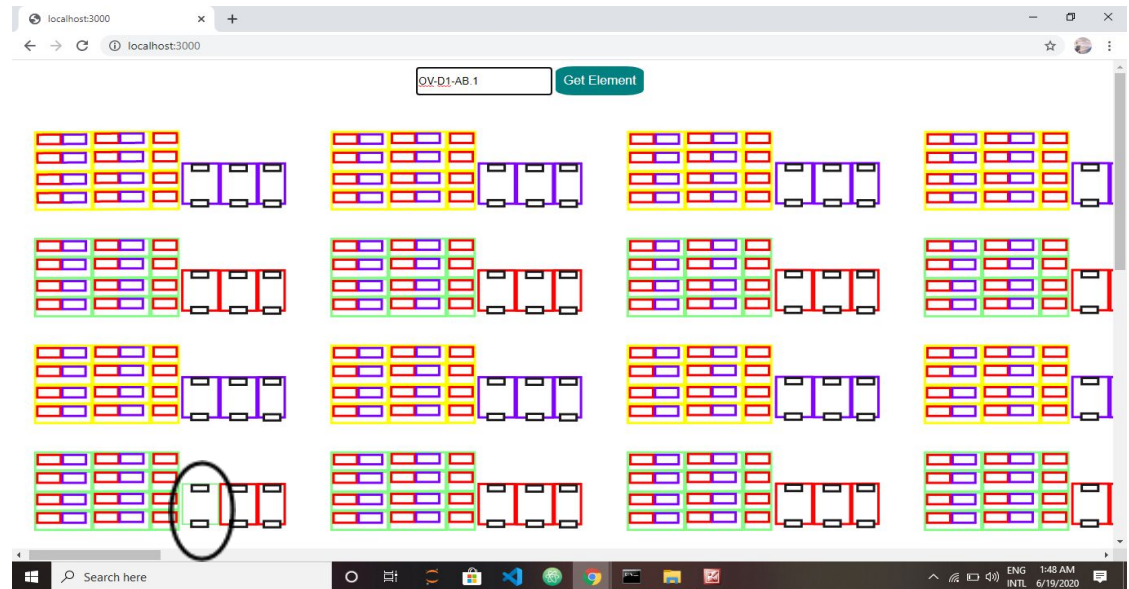 localhost:3000
localhost:3000
OV-D1-AB.1 Get Element
Search here
ENG 1:48 AM
INTL 6/19/2020